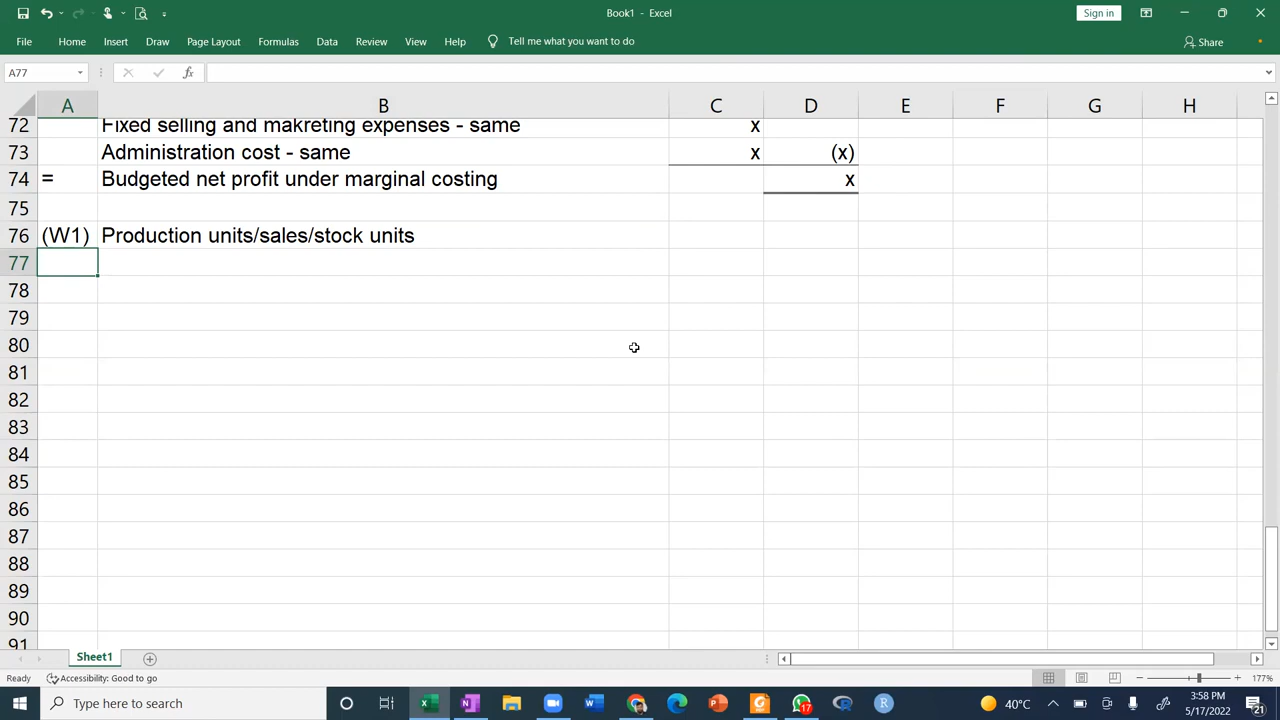 Book1 - Excel
Sign in
File Home Insert Draw Page Layout Formulas Data Review View Help Tell me what you want to do Share
A77
A B C D E F G H
72 Fixed selling and makreting expenses - same x
73 Administration cost - same x (x)
74 = Budgeted net profit under marginal costing x
75
76 (W1) Production units/sales/stock units
77
78
79
80
81
82
83
84
85
86
87
88
89
90
91
Sheet1
Ready Accessibility: Good to go 177%
Type here to search 17 40°C 3:58 PM
5/17/2022 21